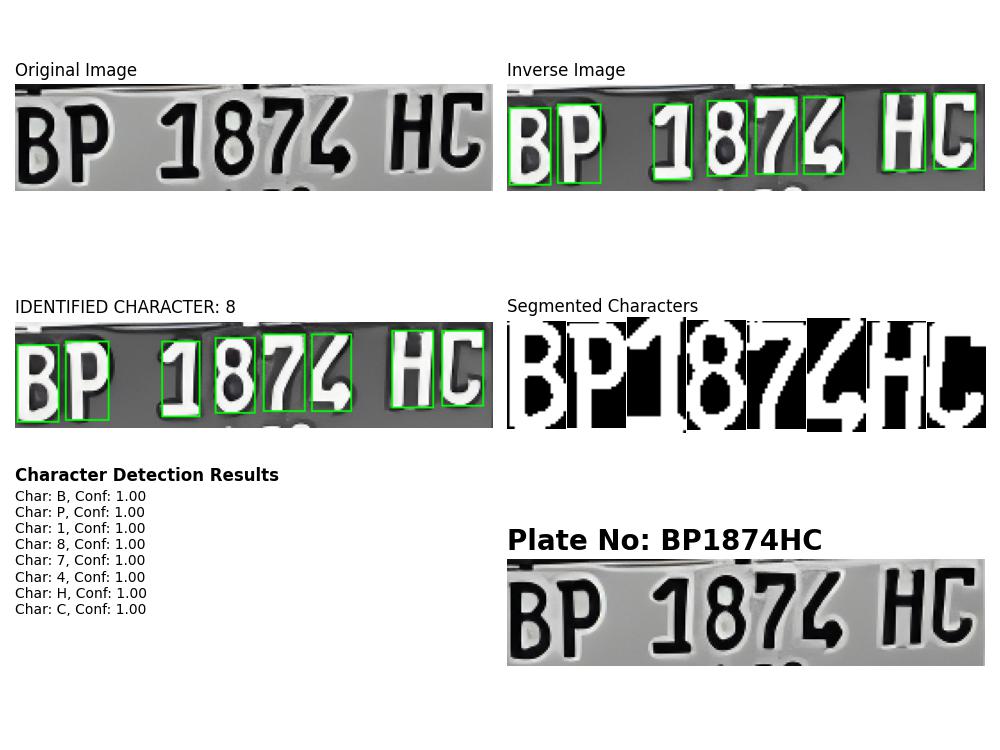 Original Image
BP 1874 HC
Inverse Image
BP 1874 HC
IDENTIFIED CHARACTER: 8
BP 1874 HC
Segmented Characters
BP1874HC
Character Detection Results
Char: B, Conf: 1.00
Char: P, Conf: 1.00
Char: 1, Conf: 1.00
Char: 8, Conf: 1.00
Char: 7, Conf: 1.00
Char: 4, Conf: 1.00
Char: H, Conf: 1.00
Char: C, Conf: 1.00
Plate No: BP1874HC
BP 1874 HC